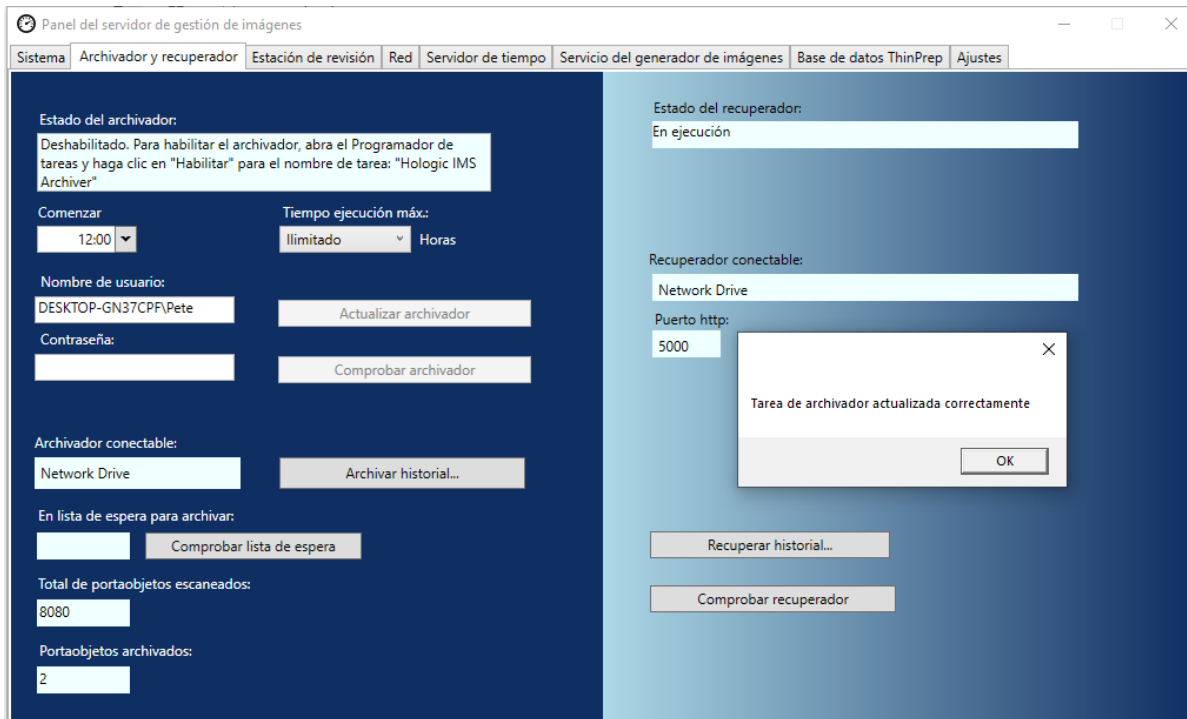 Panel del servidor de gestión de imágenes
Sistema
Archivador y recuperador
Estación de revisión
Red
Servidor de tiempo
Servicio del generador de imágenes
Base de datos ThinPrep
Ajustes
Estado del archivador:
Deshabilitado. Para habilitar el archivador, abra el Programador de
tareas y haga clic en "Habilitar" para el nombre de tarea: "Hologic IMS
Archiver"
Comenzar
12:00
Tiempo ejecución máx.:
Ilimitado
Horas
Nombre de usuario:
DESKTOP-GN37CPF\Pete
Actualizar archivador
Contraseña:
Comprobar archivador
Archivador conectable:
Network Drive
Archivar historial...
En lista de espera para archivar:
Comprobar lista de espera
Total de portaobjetos escaneados:
8080
Portaobjetos archivados:
2
Estado del recuperador:
En ejecución
Recuperador conectable:
Network Drive
Puerto http:
5000
Tarea de archivador actualizada correctamente
OK
Recuperar historial...
Comprobar recuperador